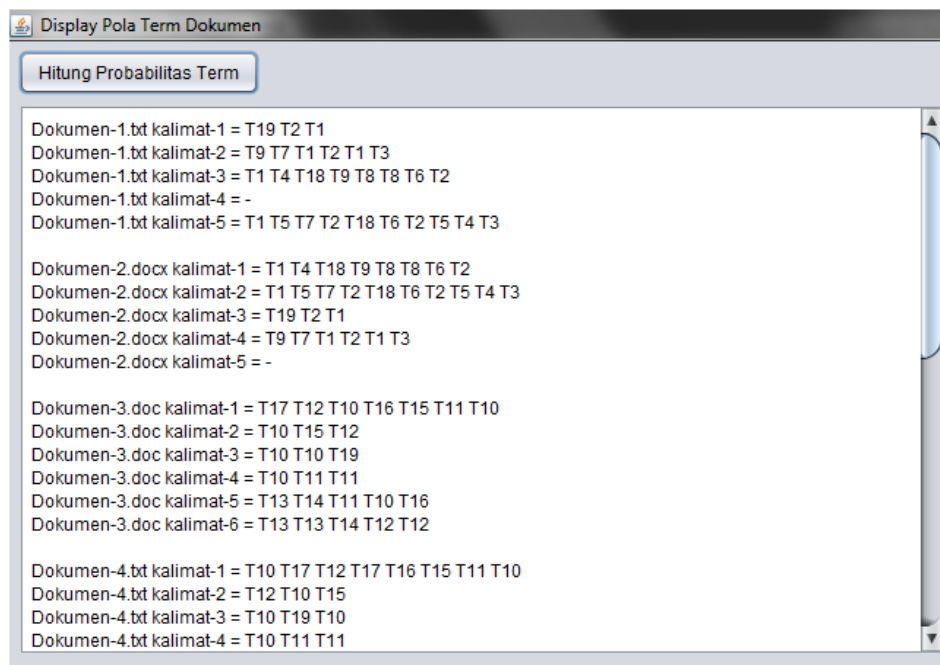 Display Pola Term Dokumen
Hitung Probabilitas Term
Dokumen-1.txt kalimat-1 = T19 T2 T1
Dokumen-1.txt kalimat-2 = T9 T7 T1 T2 T1 T3
Dokumen-1.txt kalimat-3 = T1 T4 T18 T9 T8 T8 T6 T2
Dokumen-1.txt kalimat-4 = -
Dokumen-1.txt kalimat-5 = T1 T5 T7 T2 T18 T6 T2 T5 T4 T3
Dokumen-2.docx kalimat-1 = T1 T4 T18 T9 T8 T8 T6 T2
Dokumen-2.docx kalimat-2 = T1 T5 T7 T2 T18 T6 T2 T5 T4 T3
Dokumen-2.docx kalimat-3 = T19 T2 T1
Dokumen-2.docx kalimat-4 = T9 T7 T1 T2 T1 T3
Dokumen-2.docx kalimat-5 = -
Dokumen-3.doc kalimat-1 = T17 T12 T10 T16 T15 T11 T10
Dokumen-3.doc kalimat-2 = T10 T15 T12
Dokumen-3.doc kalimat-3 = T10 T10 T19
Dokumen-3.doc kalimat-4 = T10 T11 T11
Dokumen-3.doc kalimat-5 = T13 T14 T11 T10 T16
Dokumen-3.doc kalimat-6 = T13 T13 T14 T12 T12
Dokumen-4.txt kalimat-1 = T10 T17 T12 T17 T16 T15 T11 T10
Dokumen-4.txt kalimat-2 = T12 T10 T15
Dokumen-4.txt kalimat-3 = T10 T19 T10
Dokumen-4.txt kalimat-4 = T10 T11 T11